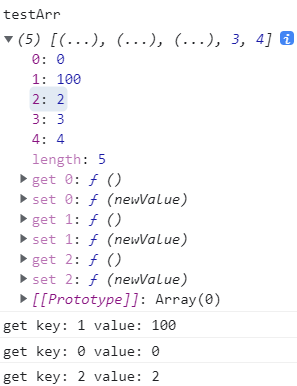 testArr
(5) [(...), (...), (...), 3, 4] i
0: 0
1: 100
2: 2
3: 3
4: 4
length: 5
get 0: ƒ ()
set 0: ƒ (newValue)
get 1: ƒ ()
set 1: ƒ (newValue)
get 2: ƒ ()
set 2: ƒ (newValue)
[[Prototype]]: Array(0)
get key: 1 value: 100
get key: 0 value: 0
get key: 2 value: 2